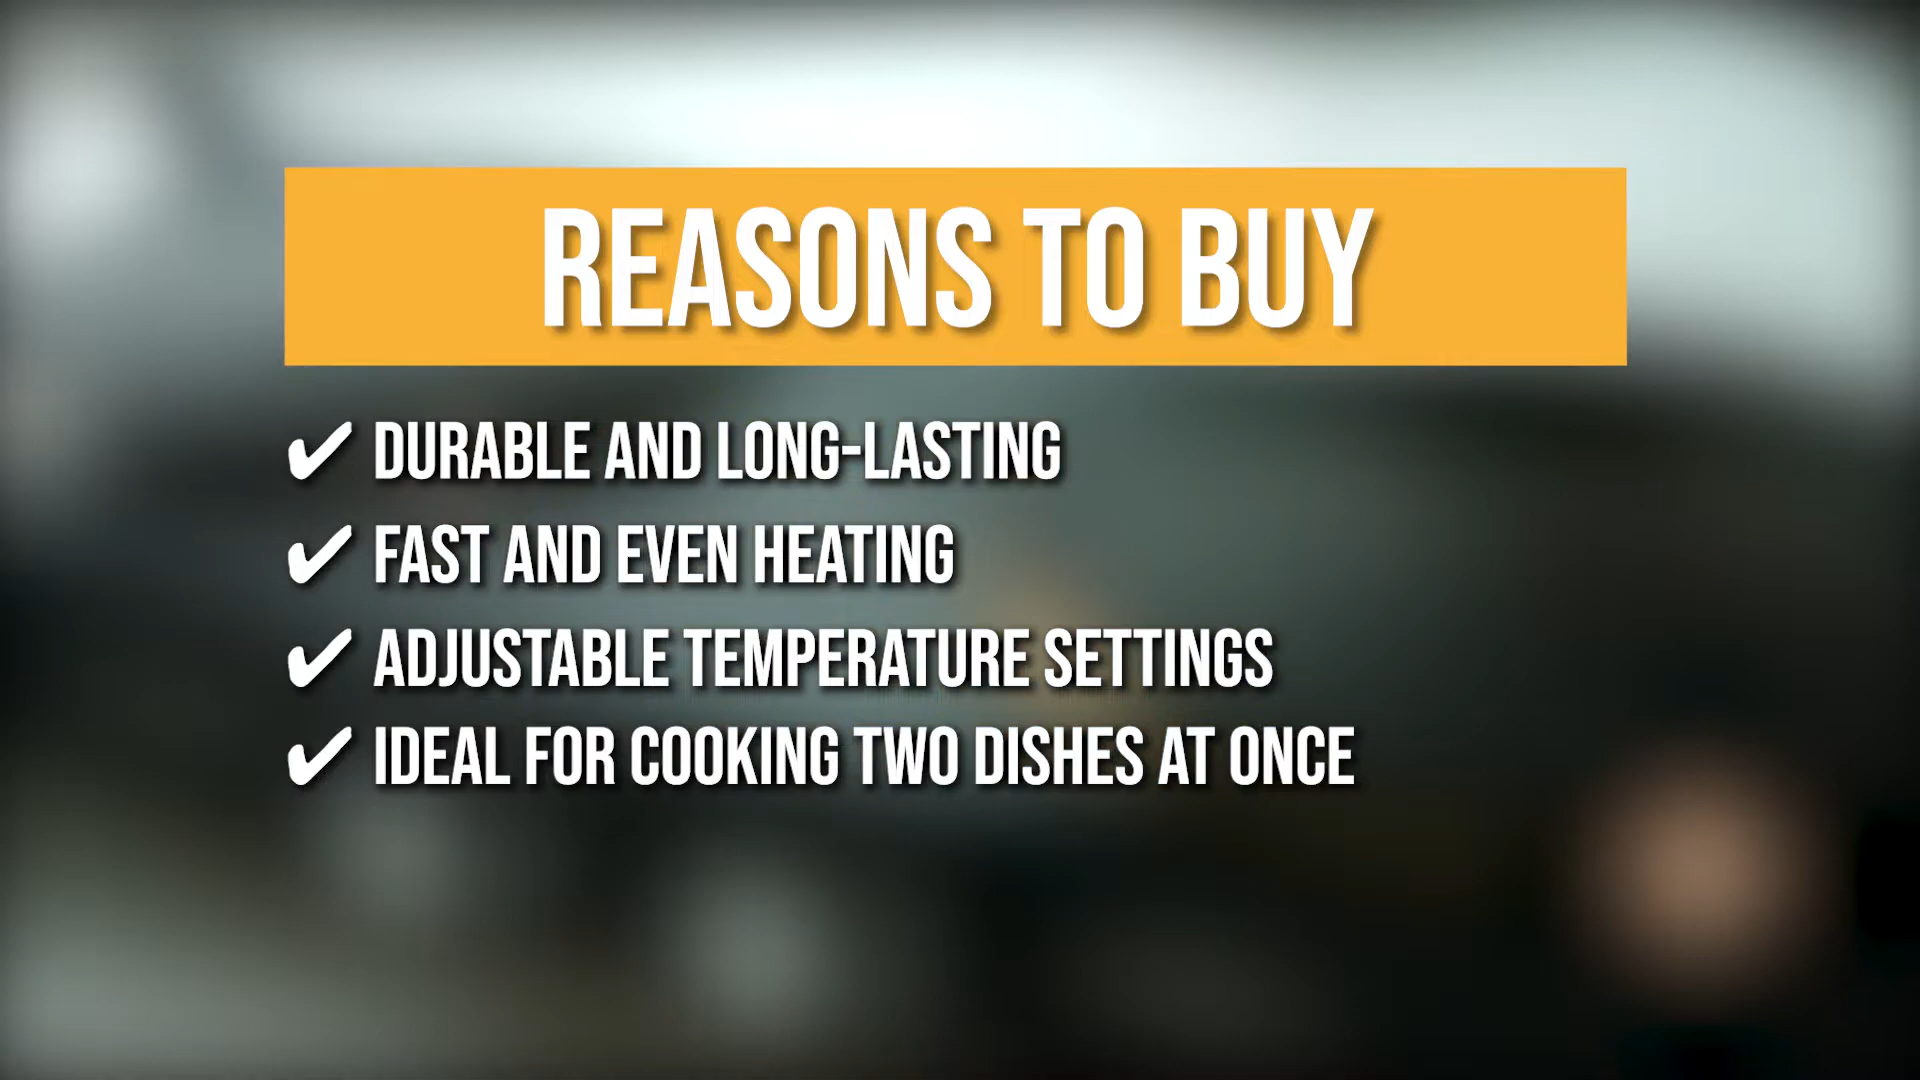 REASONS TO BUY
✔ DURABLE AND LONG-LASTING
✔ FAST AND EVEN HEATING
✔ ADJUSTABLE TEMPERATURE SETTINGS
✔ IDEAL FOR COOKING TWO DISHES AT ONCE